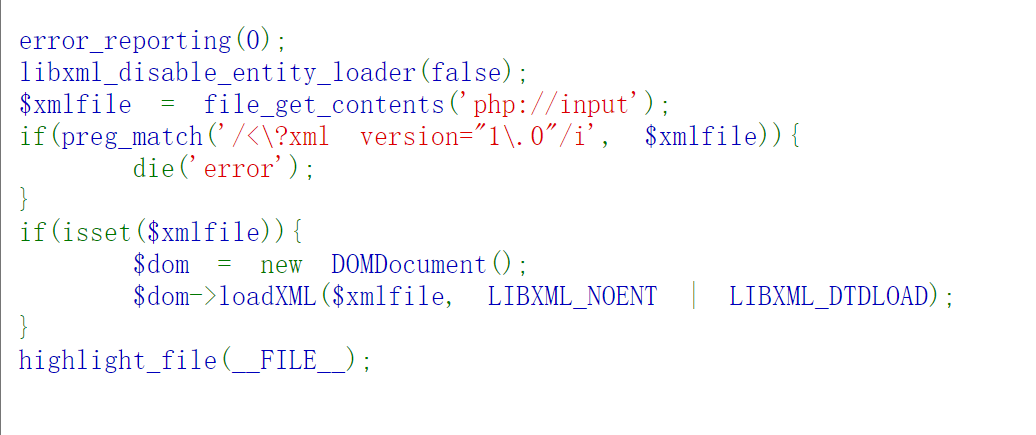 error_reporting(0);
libxml_disable_entity_loader(false);
$xmlfile = file_get_contents('php://input');
if(preg_match('/<\?xml version="1\.0"/i', $xmlfile)){
die('error');
}
if(isset($xmlfile)){
$dom = new DOMDocument();
$dom->loadXML($xmlfile, LIBXML_NOENT | LIBXML_DTDLOAD);
}
highlight_file(__FILE__);